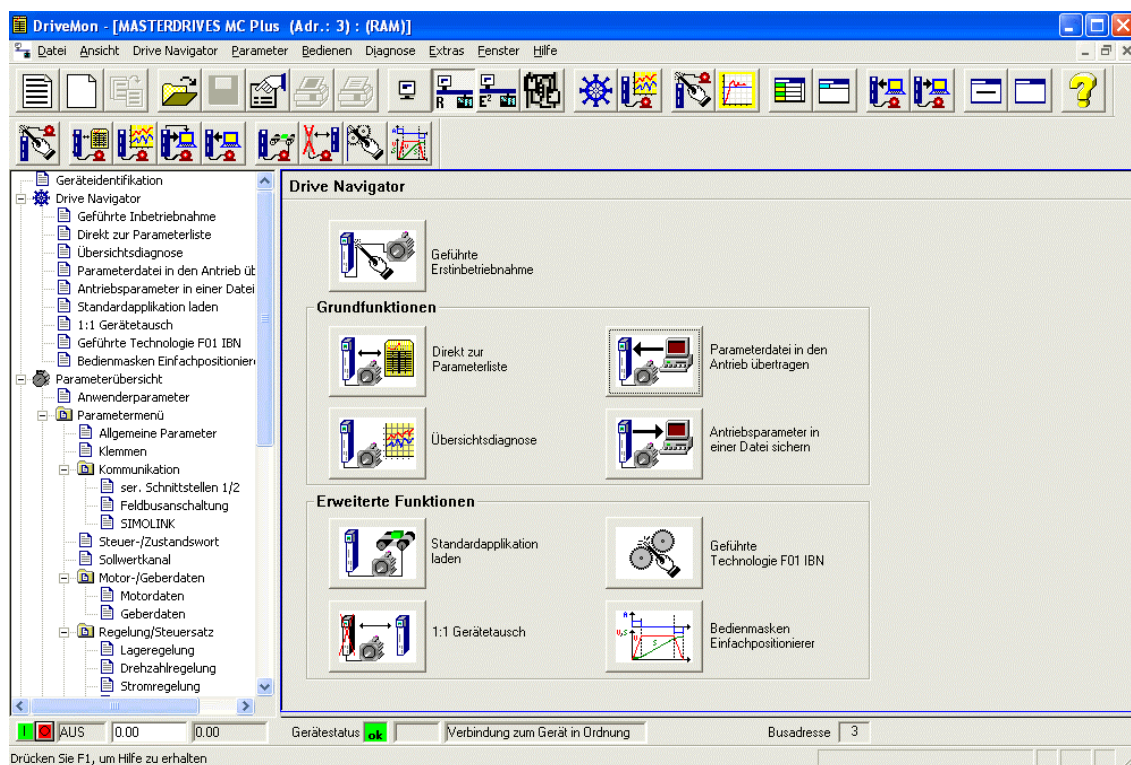 DriveMon - [MASTERDRIVES MC Plus (Adr.: 3) : (RAM)]
Datei Ansicht Drive Navigator Parameter Bedienen Diagnose Extras Fenster Hilfe
R E²
Geräteidentifikation
Drive Navigator
Geführte Inbetriebnahme
Direkt zur Parameterliste
Übersichtsdiagnose
Parameterdatei in den Antrieb üb
Antriebsparameter in einer Datei
Standardapplikation laden
1:1 Gerätetausch
Geführte Technologie F01 IBN
Bedienmasken Einfachpositioniere
Parameterübersicht
Anwenderparameter
Parametermenü
Allgemeine Parameter
Klemmen
Kommunikation
ser. Schnittstellen 1/2
Feldbusanschaltung
SIMOLINK
Steuer-/Zustandswort
Sollwertkanal
Motor-/Geberdaten
Motordaten
Geberdaten
Regelung/Steuersatz
Lageregelung
Drehzahlregelung
Stromregelung
Drive Navigator
Geführte
Erstinbetriebnahme
Grundfunktionen
Direkt zur
Parameterliste
Parameterdatei in den
Antrieb übertragen
Übersichtsdiagnose
Antriebsparameter in
einer Datei sichern
Erweiterte Funktionen
Standardapplikation
laden
Geführte
Technologie F01 IBN
1:1 Gerätetausch
Bedienmasken
Einfachpositionierer
AUS 0.00 0.00 Gerätestatus ok Verbindung zum Gerät in Ordnung Busadresse 3
Drücken Sie F1, um Hilfe zu erhalten